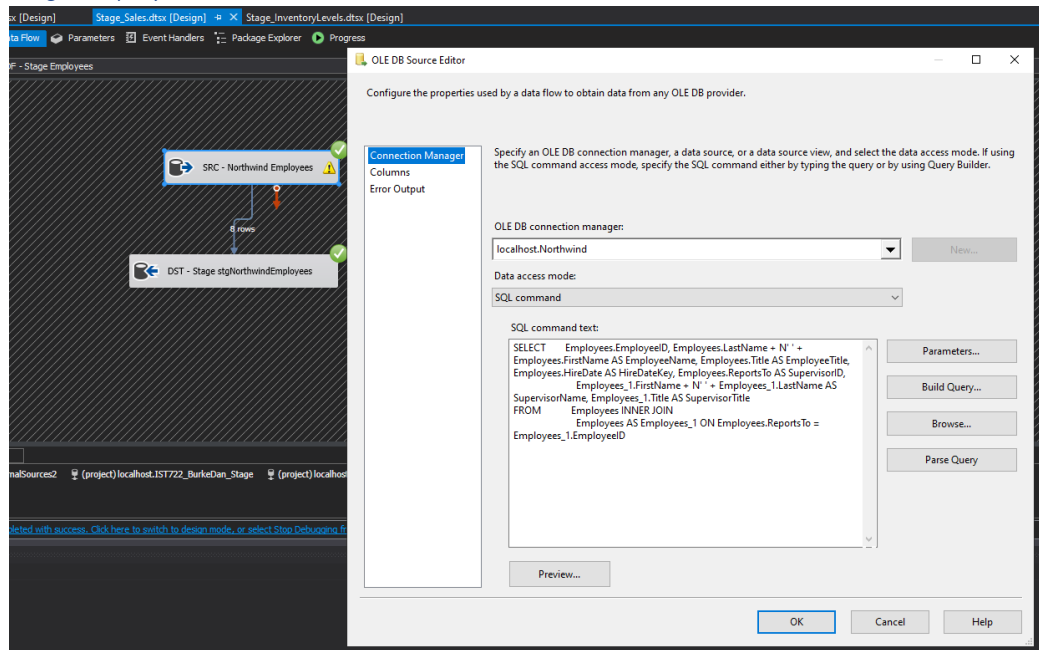 sx [Design] Stage_Sales.dtsx [Design] Stage_InventoryLevels.dtsx [Design]
ata Flow Parameters Event Handlers Package Explorer Progress
DF - Stage Employees
SRC - Northwind Employees
8 rows
DST - Stage stgNorthwindEmployees
nalSources2 (project)localhost.IST722_BurkeDan_Stage (project)localhos
pleted with success. Click here to switch to design mode, or select Stop Debugging fr
OLE DB Source Editor
Configure the properties used by a data flow to obtain data from any OLE DB provider.
Connection Manager
Columns
Error Output
Specify an OLE DB connection manager, a data source, or a data source view, and select the data access mode. If using
the SQL command access mode, specify the SQL command either by typing the query or by using Query Builder.
OLE DB connection manager:
localhost.Northwind
New...
Data access mode:
SQL command
SQL command text:
SELECT Employees.EmployeeID, Employees.LastName + N' ' +
Employees.FirstName AS EmployeeName, Employees.Title AS EmployeeTitle,
Employees.HireDate AS HireDateKey, Employees.ReportsTo AS SupervisorID,
Employees_1.FirstName + N' ' + Employees_1.LastName AS
SupervisorName, Employees_1.Title AS SupervisorTitle
FROM Employees INNER JOIN
Employees AS Employees_1 ON Employees.ReportsTo =
Employees_1.EmployeeID
Parameters...
Build Query...
Browse...
Parse Query
Preview...
OK Cancel Help